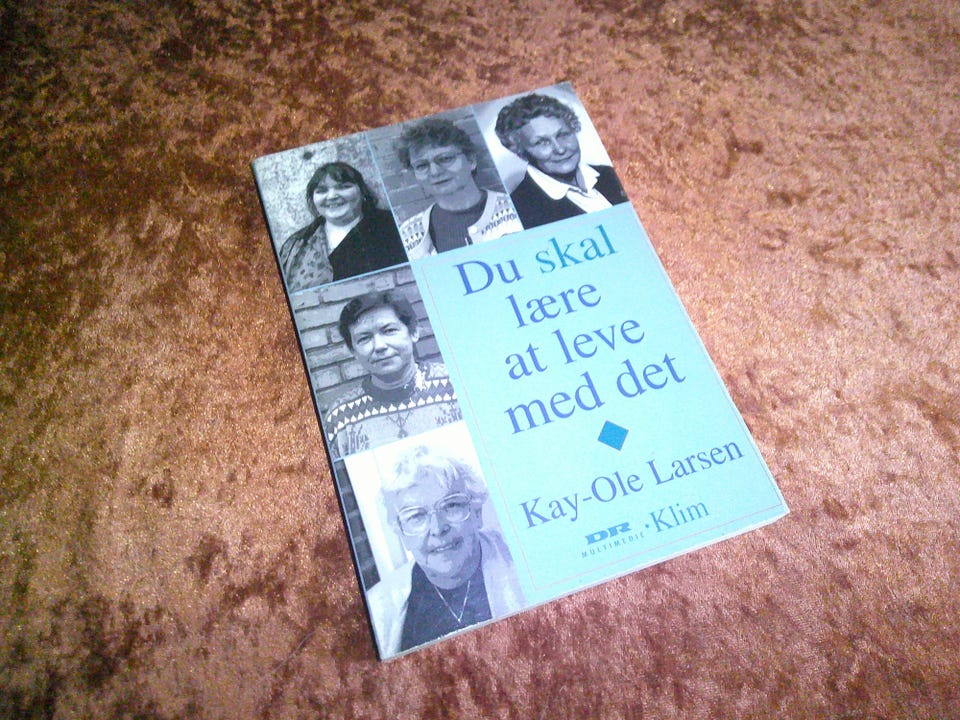 Du skal
lære
at leve
med det
Kay-Ole Larsen
DR
MULTIMEDIE · Klim